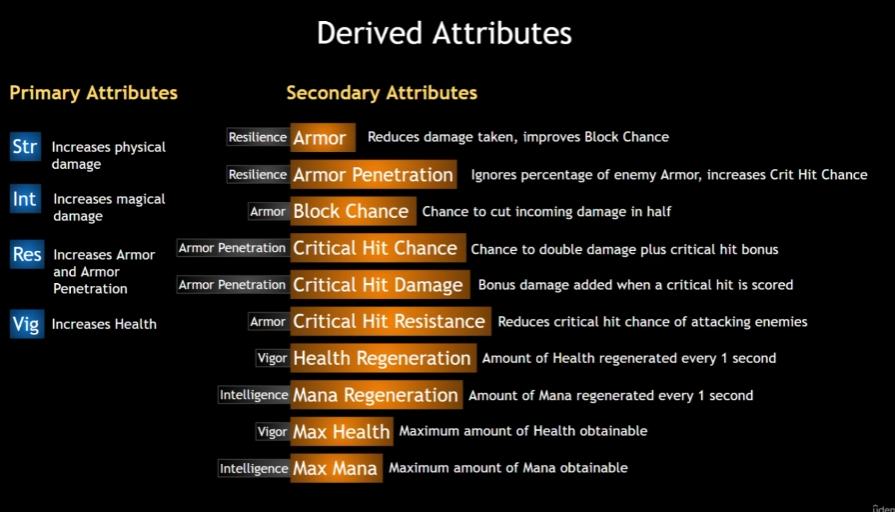 Derived Attributes
Primary Attributes
Str Increases physical
damage
Int Increases magical
damage
Res Increases Armor
and Armor
Penetration
Vig Increases Health
Secondary Attributes
Resilience Armor Reduces damage taken, improves Block Chance
Resilience Armor Penetration Ignores percentage of enemy Armor, increases Crit Hit Chance
Armor Block Chance Chance to cut incoming damage in half
Armor Penetration Critical Hit Chance Chance to double damage plus critical hit bonus
Armor Penetration Critical Hit Damage Bonus damage added when a critical hit is scored
Armor Critical Hit Resistance Reduces critical hit chance of attacking enemies
Vigor Health Regeneration Amount of Health regenerated every 1 second
Intelligence Mana Regeneration Amount of Mana regenerated every 1 second
Vigor Max Health Maximum amount of Health obtainable
Intelligence Max Mana Maximum amount of Mana obtainable